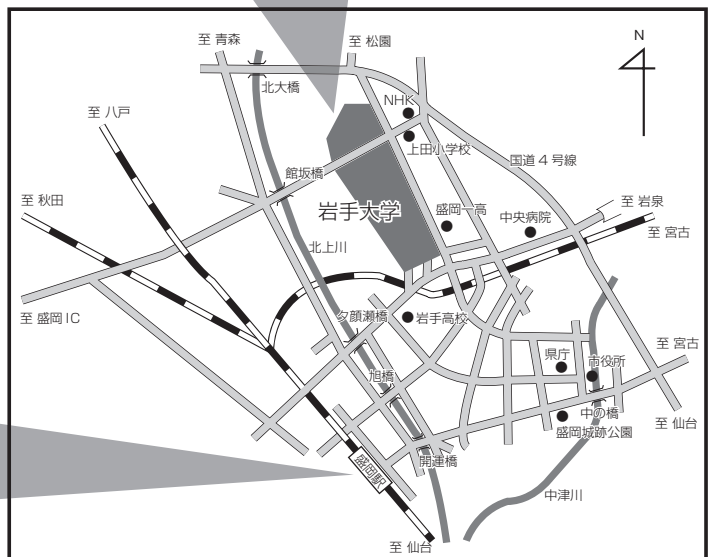 至 青森
至 松園
N
北大橋
NHK
至 八戸
上田小学校
国道4号線
館坂橋
至 秋田
岩手大学
盛岡一高
中央病院
至 岩泉
至 宮古
北上川
至 盛岡IC
夕顔瀬橋
岩手高校
県庁
市役所
至 宮古
旭橋
中の橋
至 仙台
盛岡城跡公園
開運橋
盛岡駅
中津川
至 仙台